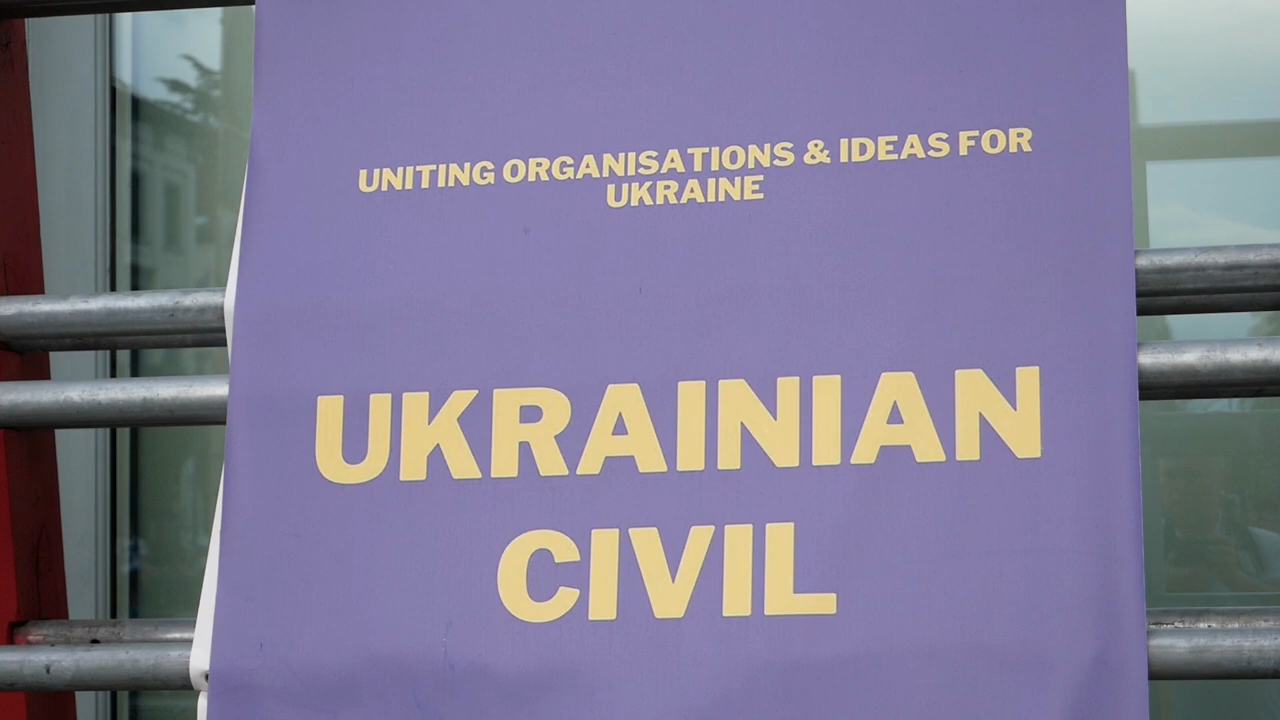 UNITING ORGANISATIONS & IDEAS FOR
UKRAINE
UKRAINIAN
CIVIL